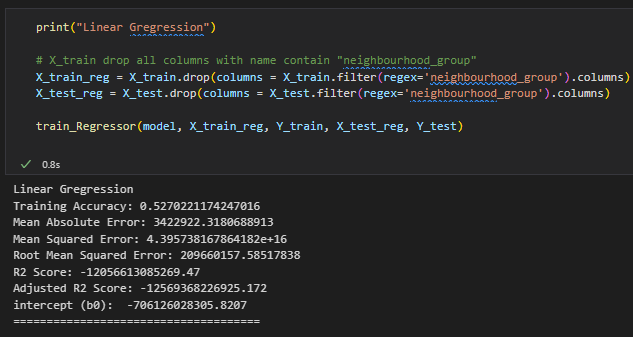 print("Linear Gregression")
# X_train drop all columns with name contain "neighbourhood_group"
X_train_reg = X_train.drop(columns = X_train.filter(regex='neighbourhood_group').columns)
X_test_reg = X_test.drop(columns = X_test.filter(regex='neighbourhood_group').columns)
train_Regressor(model, X_train_reg, Y_train, X_test_reg, Y_test)
0.8s
Linear Gregression
Training Accuracy: 0.5270221174247016
Mean Absolute Error: 3422922.3180688913
Mean Squared Error: 4.395738167864182e+16
Root Mean Squared Error: 209660157.58517838
R2 Score: -12056613085269.47
Adjusted R2 Score: -12569368226925.172
intercept (b0):  -706126028305.8207
=====================================